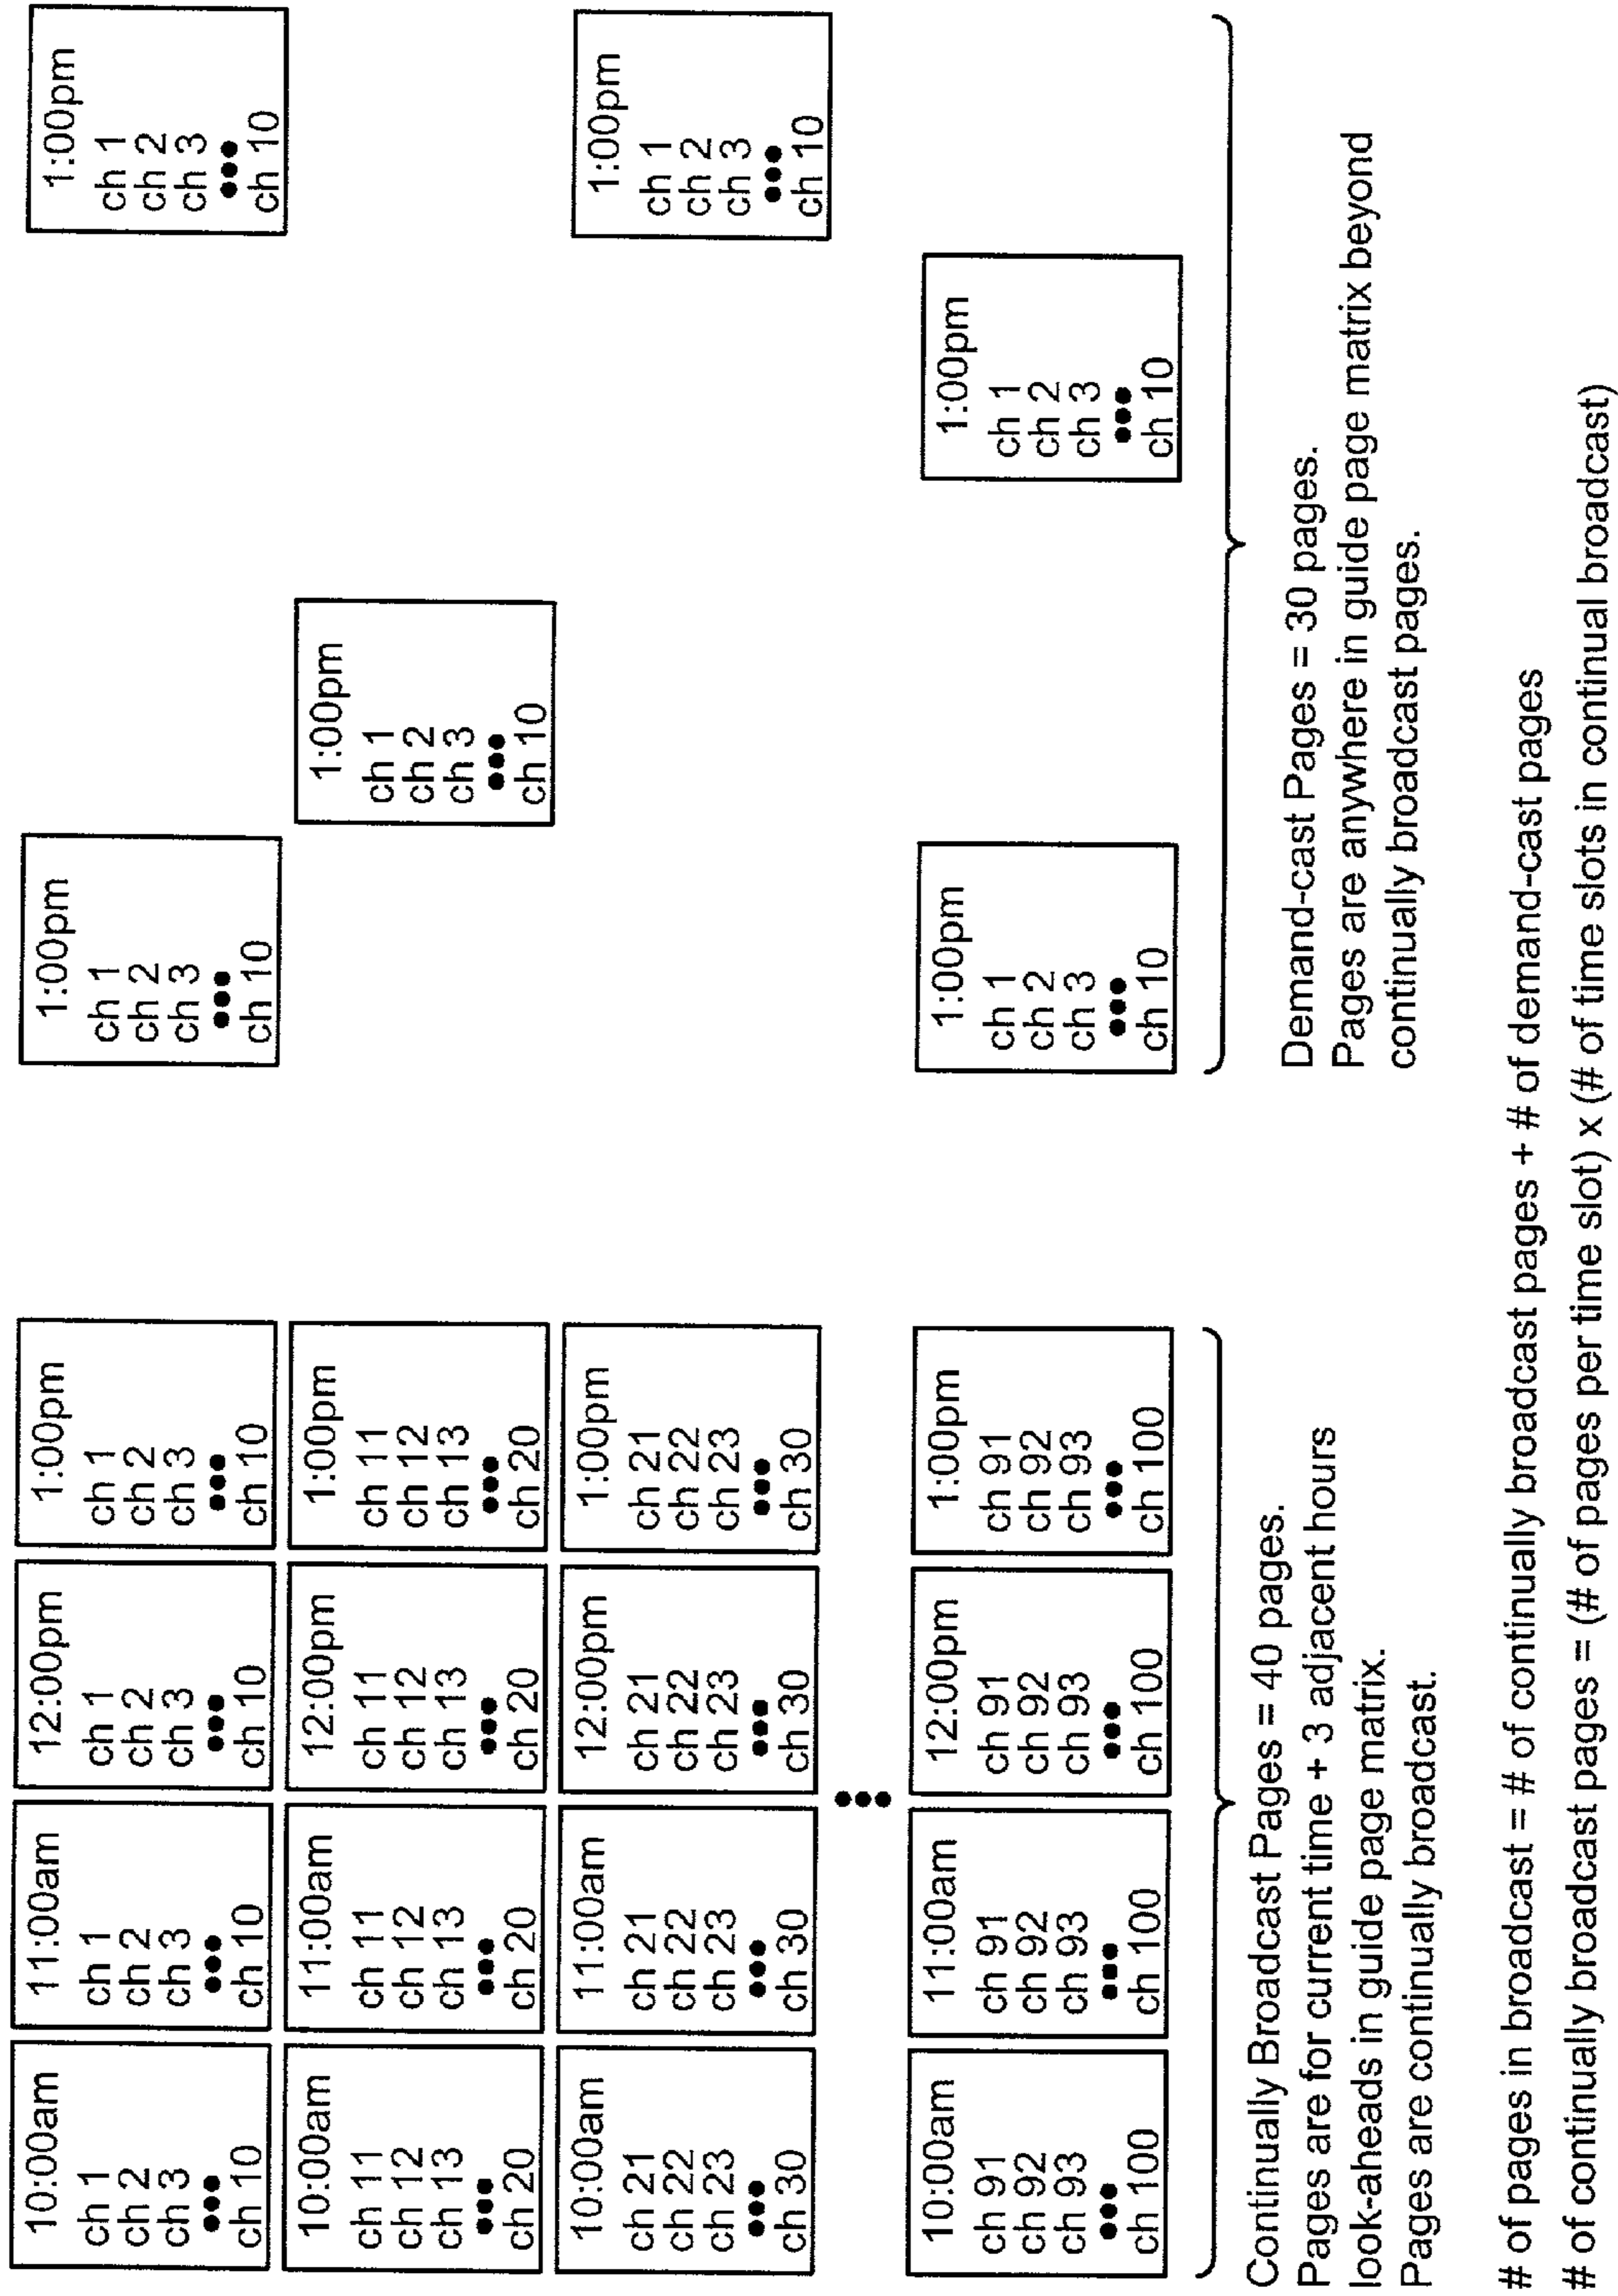 10:00am
ch 1
ch 2
ch 3
•••
ch 10
11:00am
ch 1
ch 2
ch 3
•••
ch 10
12:00pm
ch 1
ch 2
ch 3
•••
ch 10
1:00pm
ch 1
ch 2
ch 3
•••
ch 10
10:00am
ch 11
ch 12
ch 13
•••
ch 20
11:00am
ch 11
ch 12
ch 13
•••
ch 20
12:00pm
ch 11
ch 12
ch 13
•••
ch 20
1:00pm
ch 11
ch 12
ch 13
•••
ch 20
10:00am
ch 21
ch 22
ch 23
•••
ch 30
11:00am
ch 21
ch 22
ch 23
•••
ch 30
12:00pm
ch 21
ch 22
ch 23
•••
ch 30
1:00pm
ch 21
ch 22
ch 23
•••
ch 30
•••
10:00am
ch 91
ch 92
ch 93
•••
ch 100
11:00am
ch 91
ch 92
ch 93
•••
ch 100
12:00pm
ch 91
ch 92
ch 93
•••
ch 100
1:00pm
ch 91
ch 92
ch 93
•••
ch 100
Continually Broadcast Pages = 40 pages.
Pages are for current time + 3 adjacent hours
look-aheads in guide page matrix.
Pages are continually broadcast.
1:00pm
ch 1
ch 2
ch 3
•••
ch 10
1:00pm
ch 1
ch 2
ch 3
•••
ch 10
1:00pm
ch 1
ch 2
ch 3
•••
ch 10
1:00pm
ch 1
ch 2
ch 3
•••
ch 10
1:00pm
ch 1
ch 2
ch 3
•••
ch 10
1:00pm
ch 1
ch 2
ch 3
•••
ch 10
Demand-cast Pages = 30 pages.
Pages are anywhere in guide page matrix beyond
continually broadcast pages.
# of pages in broadcast = # of continually broadcast pages + # of demand-cast pages
# of continually broadcast pages = (# of pages per time slot) x (# of time slots in continual broadcast)